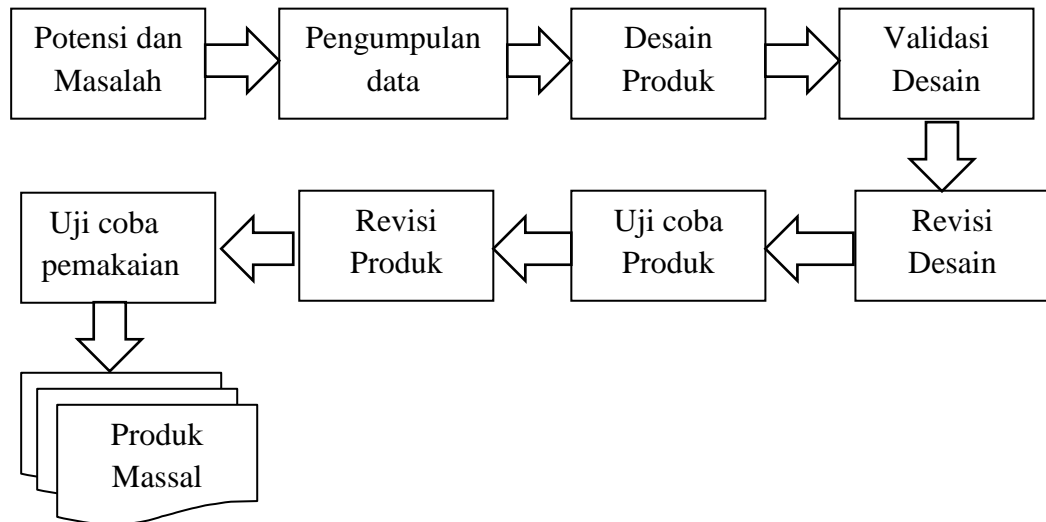 Potensi dan
Masalah
Pengumpulan
data
Desain
Produk
Validasi
Desain
Revisi
Desain
Uji coba
Produk
Revisi
Produk
Uji coba
pemakaian
Produk
Massal